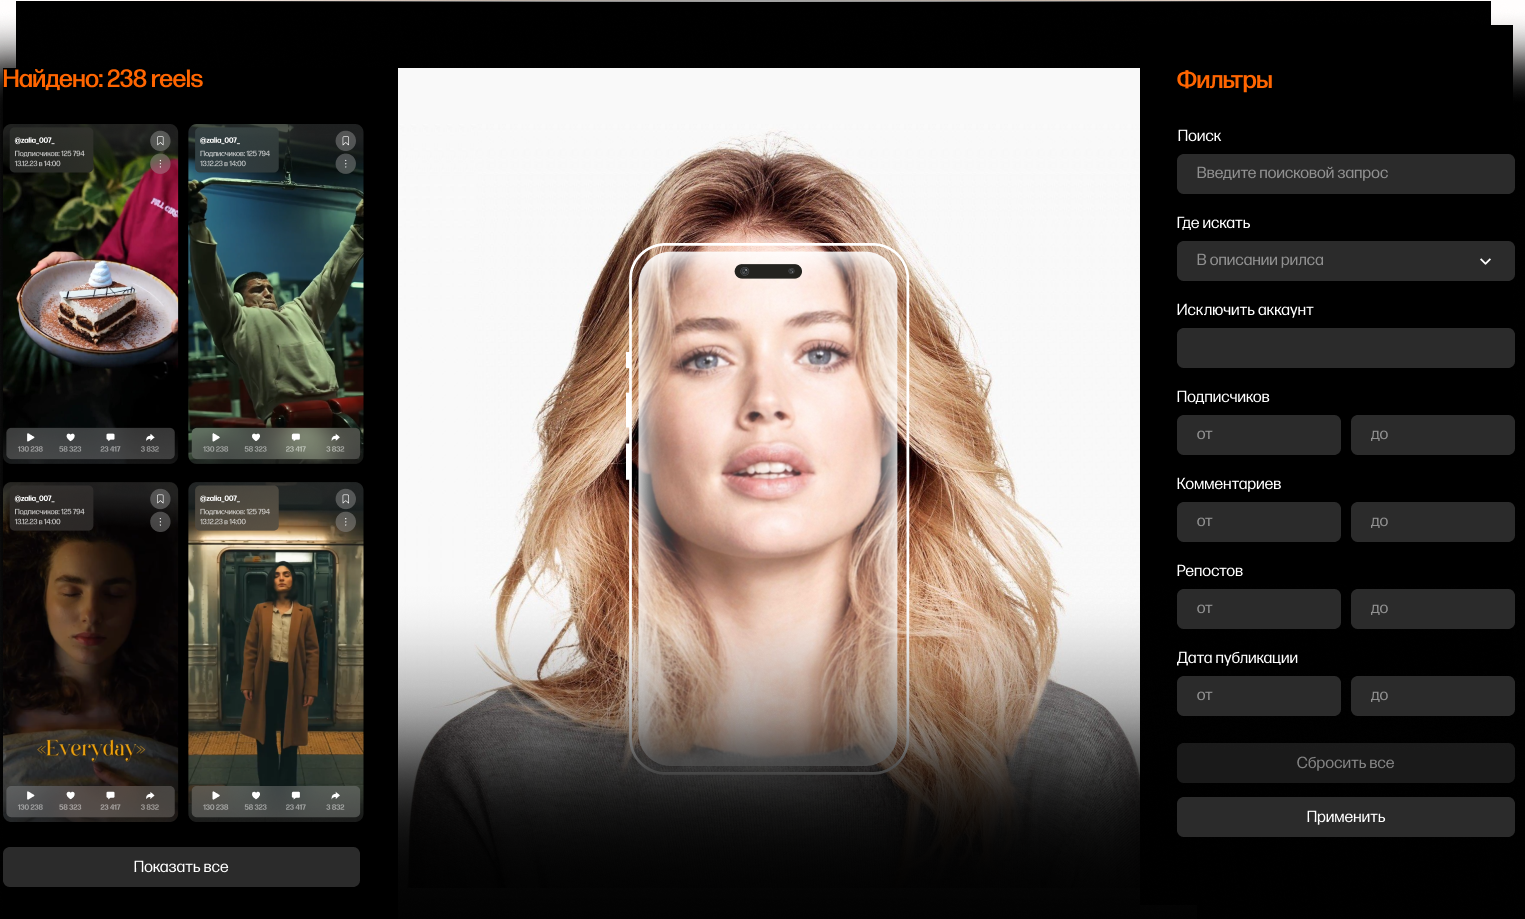 Найдено: 238 reels
@zalia_007_
Подписчиков: 125 794
13.12.23 в 14:00
130 238 58 323 23 417 3 832
@zalia_007_
Подписчиков: 125 794
13.12.23 в 14:00
130 238 58 323 23 417 3 832
@zalia_007_
Подписчиков: 125 794
13.12.23 в 14:00
«Everyday»
130 238 58 323 23 417 3 832
@zalia_007_
Подписчиков: 125 794
13.12.23 в 14:00
130 238 58 323 23 417 3 832
Показать все
Фильтры
Поиск
Введите поисковой запрос
Где искать
В описании рилса
Исключить аккаунт
Подписчиков
от до
Комментариев
от до
Репостов
от до
Дата публикации
от до
Сбросить все
Применить